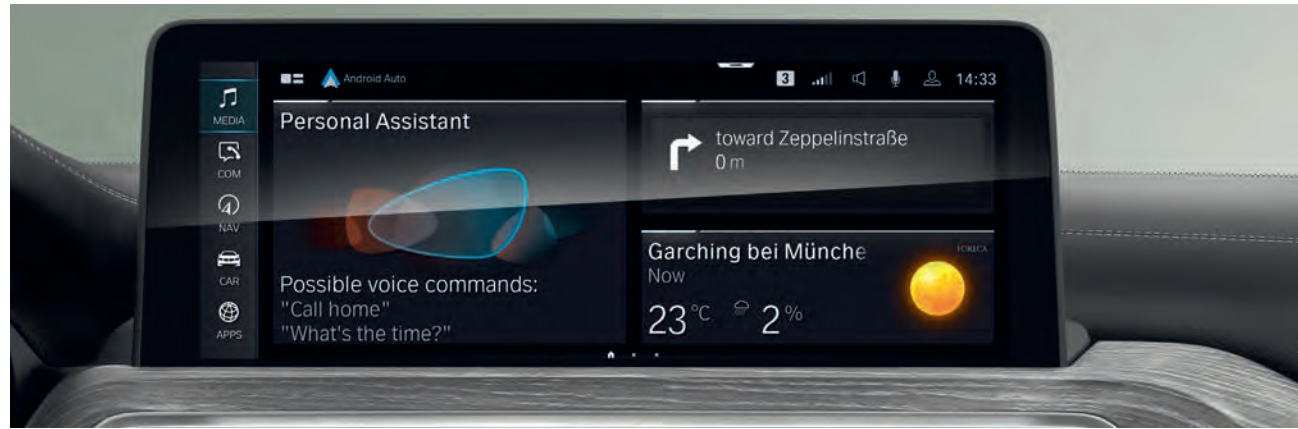 Android Auto
3
14:33
MEDIA
COM
NAV
CAR
APPS
Personal Assistant
Possible voice commands:
"Call home"
"What's the time?"
toward Zeppelinstraße
0 m
Garching bei Münche
Now
23 °C 2 %
FORECA